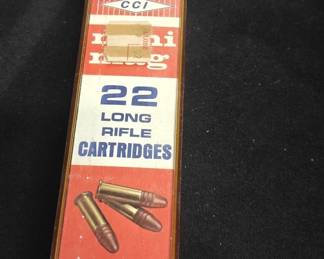 CCI
mini
mag
22
LONG
RIFLE
CARTRIDGES